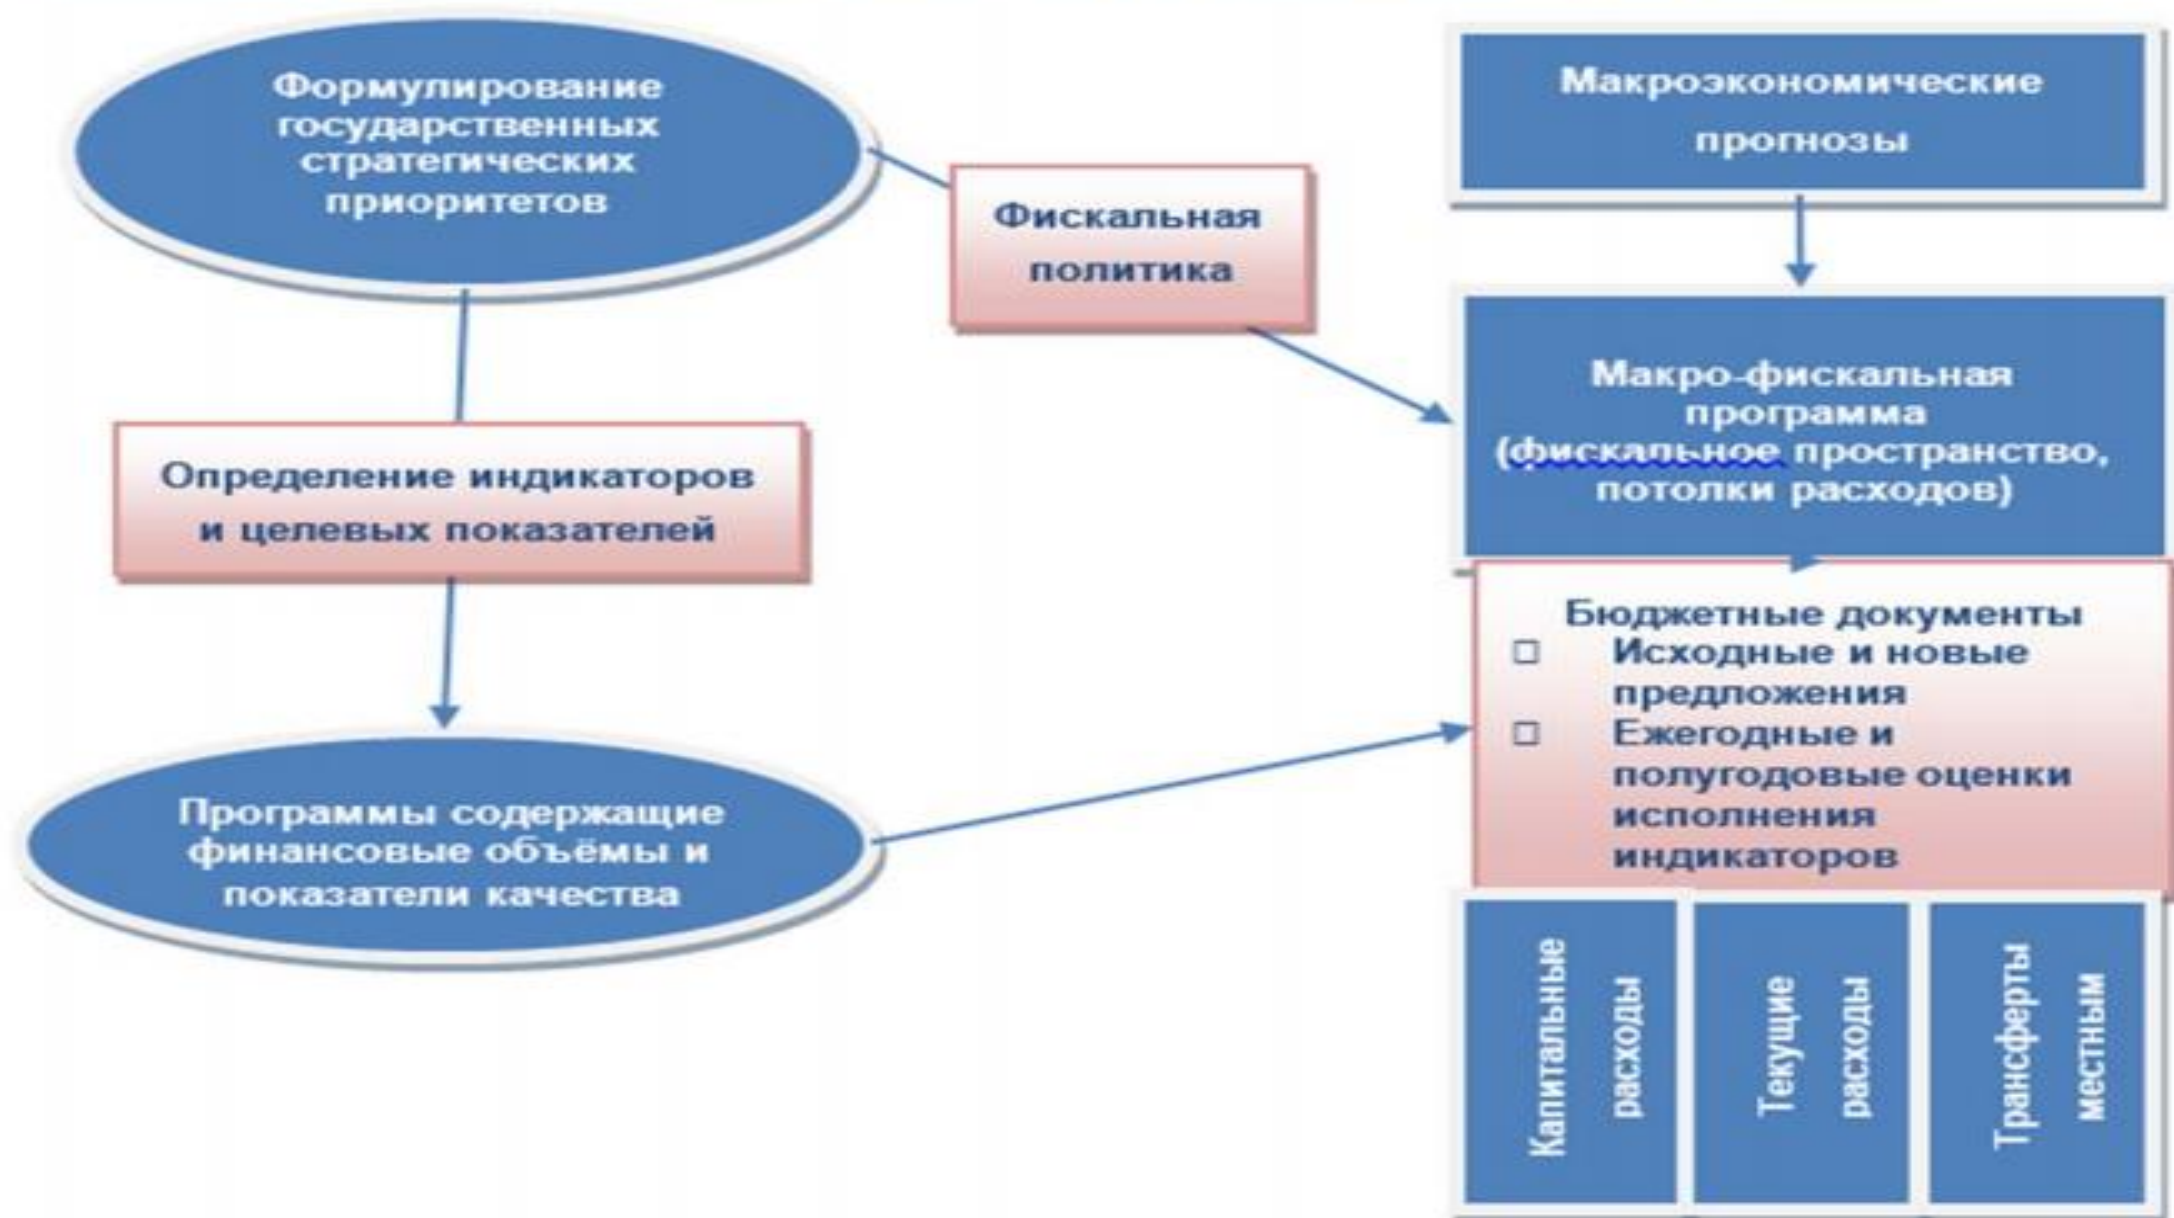 Формулирование
государственных
стратегических
приоритетов
Фискальная
политика
Макроэкономические
прогнозы
Определение индикаторов
и целевых показателей
Макро-фискальная
программа
(фискальное пространство,
потолки расходов)
Программы содержащие
финансовые объёмы и
показатели качества
Бюджетные документы
Исходные и новые
предложения
Ежегодные и
полугодовые оценки
исполнения
индикаторов
Капитальные
расходы
Текущие
расходы
Трансферты
местным